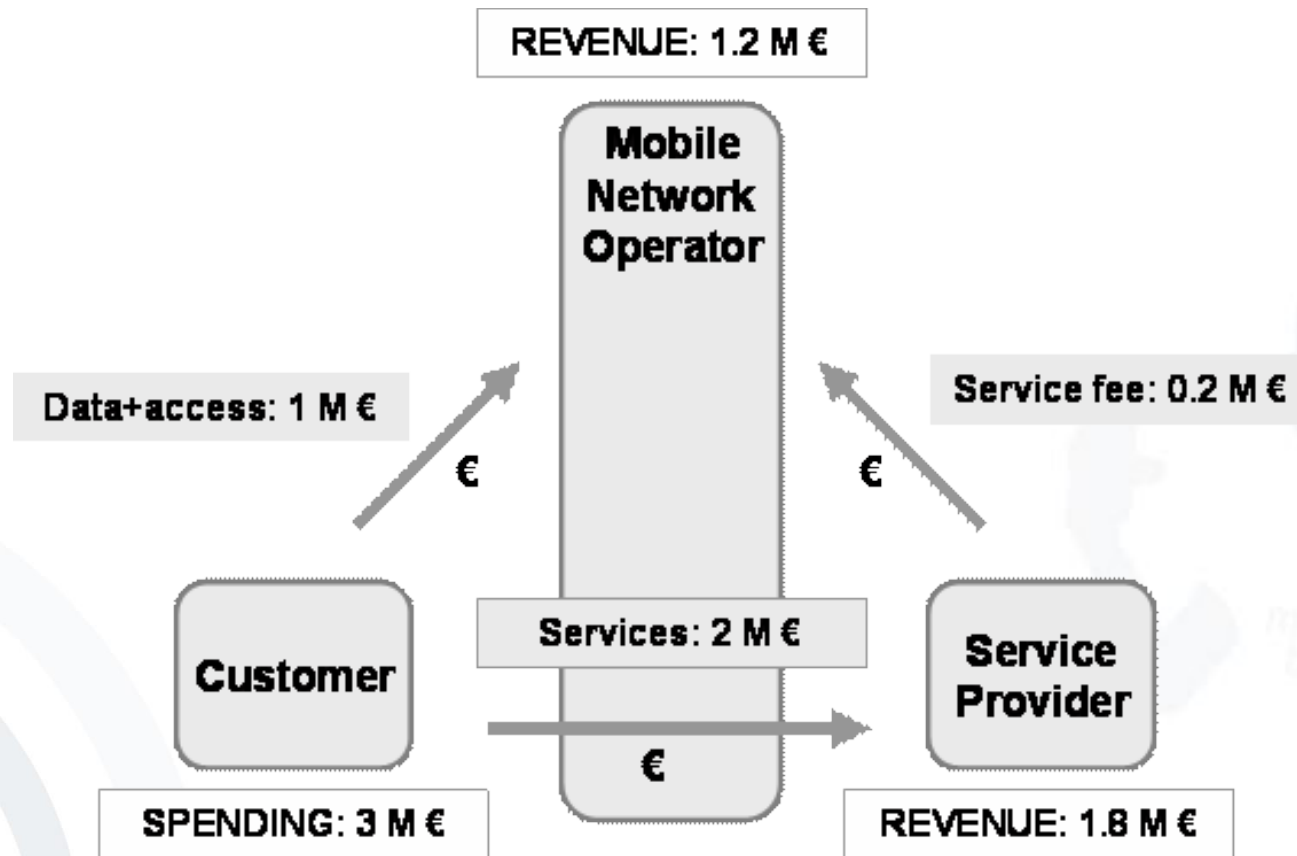 REVENUE: 1.2 M €
Mobile
Network
Operator
Data+access: 1 M €
Service fee: 0.2 M €
€
€
Services: 2 M €
Customer
Service
Provider
€
SPENDING: 3 M €
REVENUE: 1.8 M €